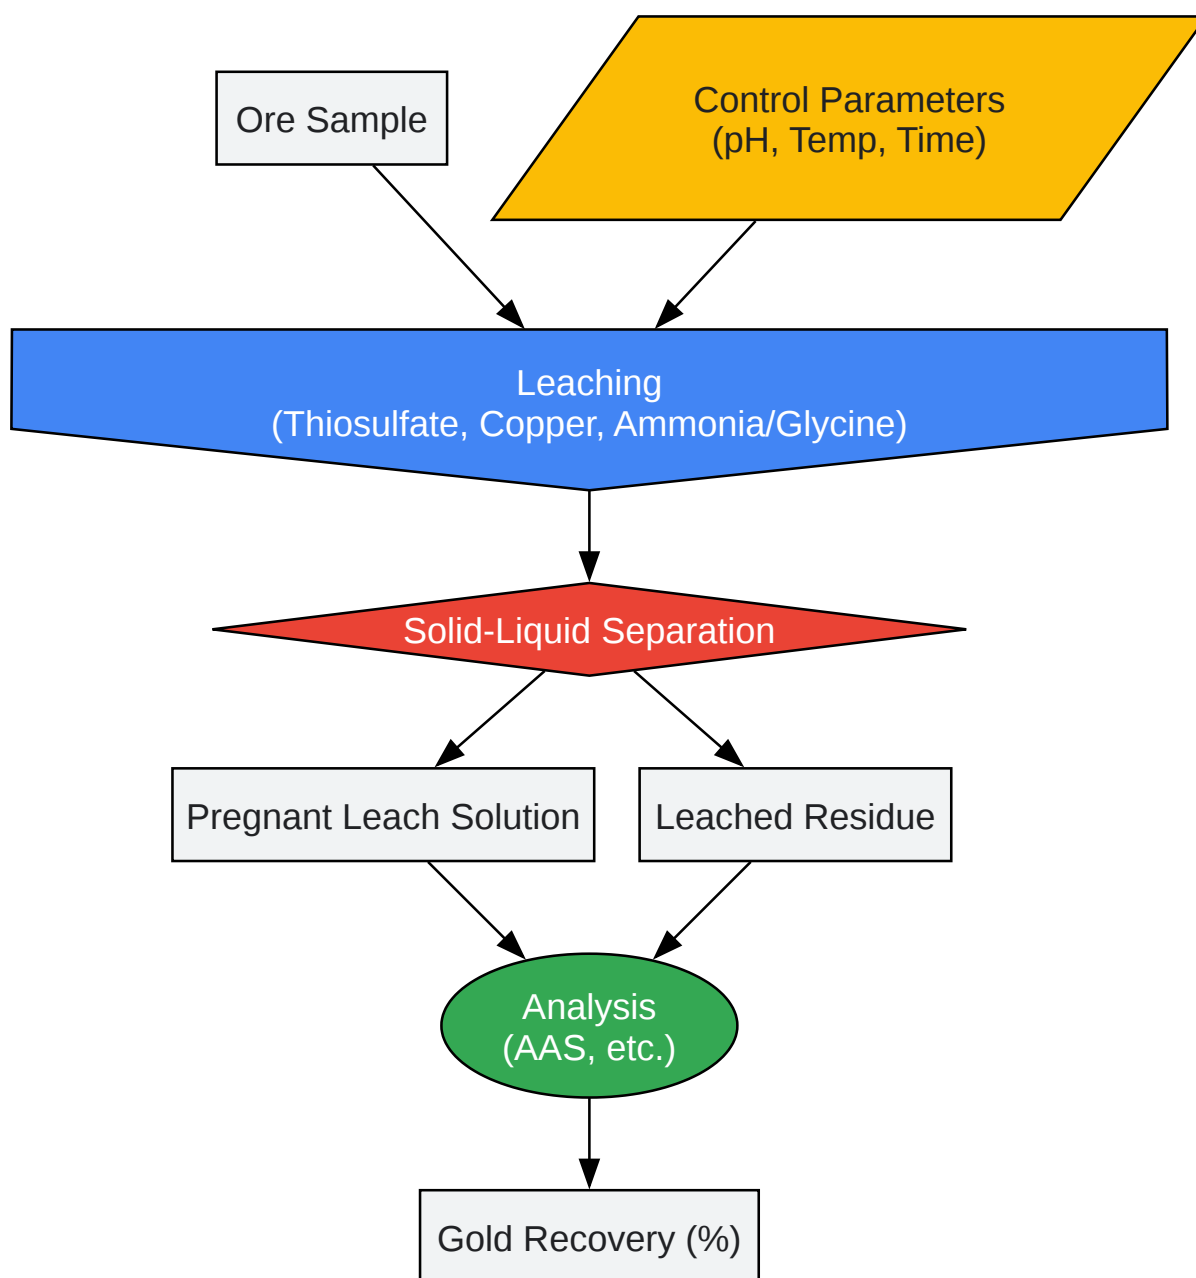 Ore Sample
Control Parameters
(pH, Temp, Time)
Leaching
(Thiosulfate, Copper, Ammonia/Glycine)
Solid-Liquid Separation
Pregnant Leach Solution
Leached Residue
Analysis
(AAS, etc.)
Gold Recovery (%)